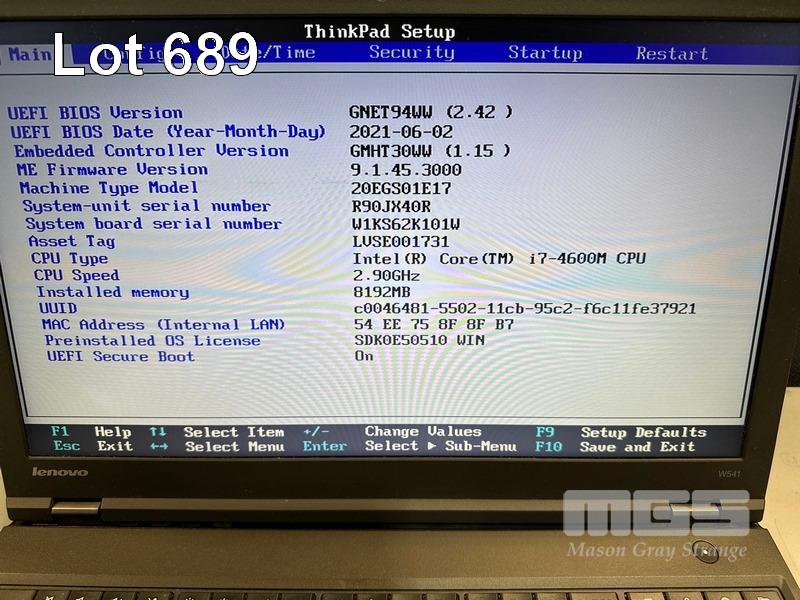 ThinkPad Setup
Lot 689
Main /Time Security Startup Restart
UEFI BIOS Version GNET94WW (2.42 )
UEFI BIOS Date (Year-Month-Day) 2021-06-02
Embedded Controller Version GMHT30WW (1.15 )
ME Firmware Version 9.1.45.3000
Machine Type Model 20EGS01E17
System-unit serial number R90JX40R
System board serial number W1KS62K101W
Asset Tag LVSE001731
CPU Type Intel(R) Core(TM) i7-4600M CPU
CPU Speed 2.90GHz
Installed memory 8192MB
UUID c0046481-5502-11cb-95c2-f6c11fe37921
MAC Address (Internal LAN) 54 EE 75 8F 8F B7
Preinstalled OS License SDK0E50510 WIN
UEFI Secure Boot On
F1 Help ↑↓ Select Item +/- Change Values F9 Setup Defaults
Esc Exit ←→ Select Menu Enter Select ▶ Sub-Menu F10 Save and Exit
lenovo W541
MGS
Mason Gray Strange